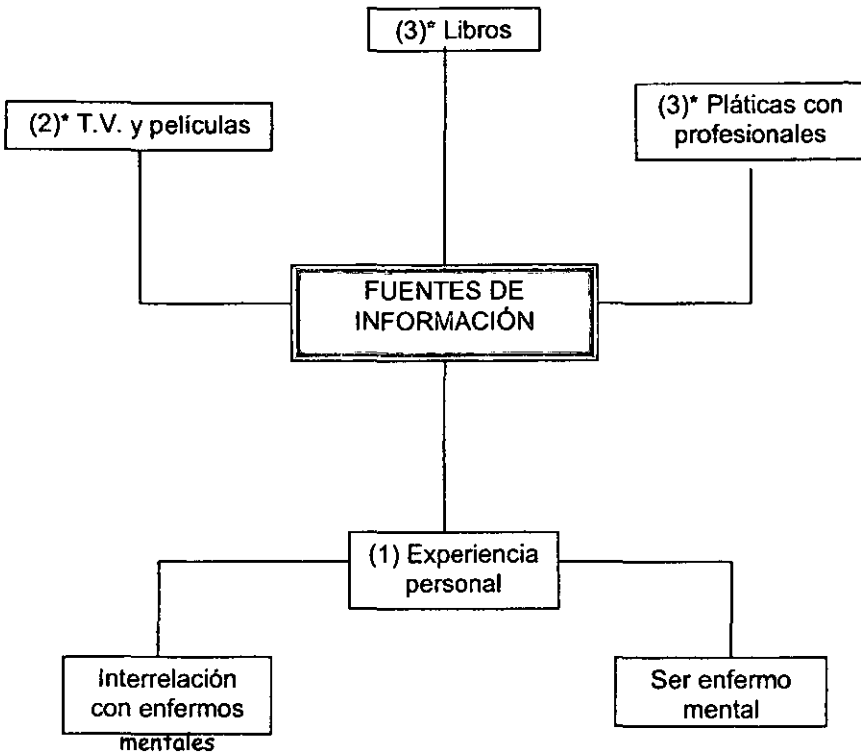 (3)* Libros
(2)* T.V. y películas
(3)* Pláticas con
profesionales
FUENTES DE
INFORMACIÓN
(1) Experiencia
personal
Interrelación
con enfermos
mentales
Ser enfermo
mental